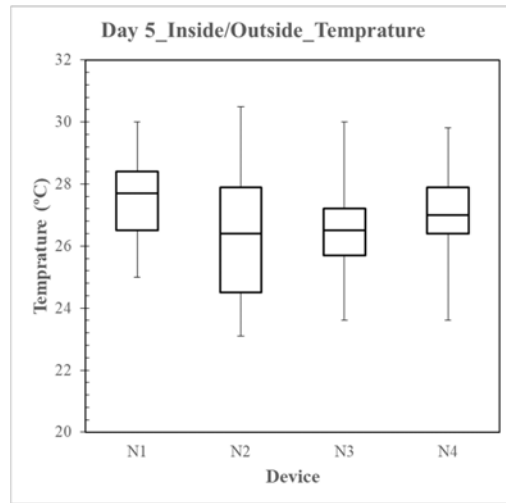 Day 5_Inside/Outside_Temprature
32
30
28
26
24
22
20
Temprature (°C)
N1 N2 N3 N4
Device